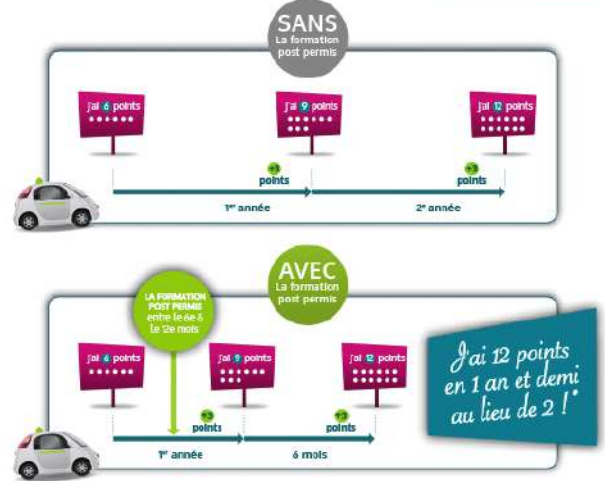 SANS
La formation
post permis
J'ai 6 points
J'ai 9 points
J'ai 12 points
+3
points
+3
points
1re année
2e année
AVEC
La formation
post permis
LA FORMATION
POST PERMIS
entre le 6e &
le 12e mois
J'ai 6 points
J'ai 9 points
J'ai 12 points
+3
points
+3
points
1re année
6 mois
J'ai 12 points
en 1 an et demi
au lieu de 2 !*